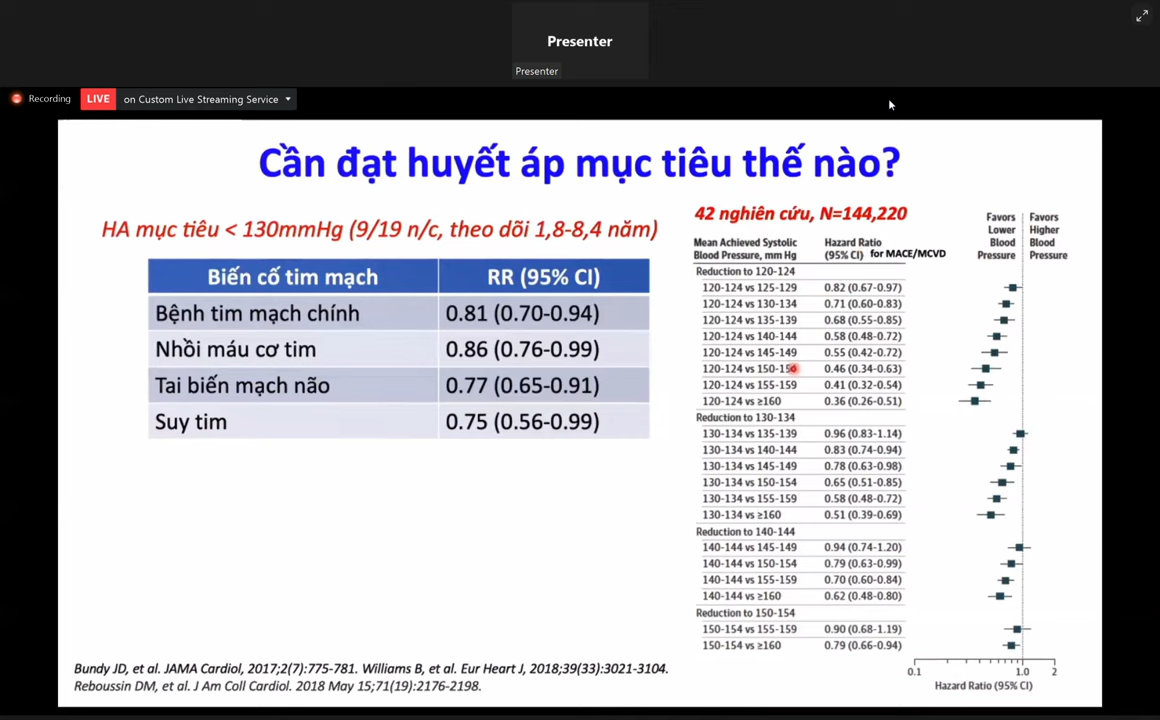 Presenter
Presenter
Recording
LIVE
on Custom Live Streaming Service
Cần đạt huyết áp mục tiêu thế nào?
HA mục tiêu < 130mmHg (9/19 n/c, theo dõi 1,8-8,4 năm)
Biến cố tim mạch RR (95% CI)
Bệnh tim mạch chính 0.81 (0.70-0.94)
Nhồi máu cơ tim 0.86 (0.76-0.99)
Tai biến mạch não 0.77 (0.65-0.91)
Suy tim 0.75 (0.56-0.99)
42 nghiên cứu, N=144,220
Mean Achieved Systolic
Blood Pressure, mm Hg
Hazard Ratio
(95% CI) for MACE/MCVD
Favors
Lower
Blood
Pressure
Favors
Higher
Blood
Pressure
Reduction to 120-124
120-124 vs 125-129 0.82 (0.67-0.97)
120-124 vs 130-134 0.71 (0.60-0.83)
120-124 vs 135-139 0.68 (0.55-0.85)
120-124 vs 140-144 0.58 (0.48-0.72)
120-124 vs 145-149 0.55 (0.42-0.72)
120-124 vs 150-15 0.46 (0.34-0.63)
120-124 vs 155-159 0.41 (0.32-0.54)
120-124 vs ≥160 0.36 (0.26-0.51)
Reduction to 130-134
130-134 vs 135-139 0.96 (0.83-1.14)
130-134 vs 140-144 0.83 (0.74-0.94)
130-134 vs 145-149 0.78 (0.63-0.98)
130-134 vs 150-154 0.65 (0.51-0.85)
130-134 vs 155-159 0.58 (0.48-0.72)
130-134 vs ≥160 0.51 (0.39-0.69)
Reduction to 140-144
140-144 vs 145-149 0.94 (0.74-1.20)
140-144 vs 150-154 0.79 (0.63-0.99)
140-144 vs 155-159 0.70 (0.60-0.84)
140-144 vs ≥160 0.62 (0.48-0.80)
Reduction to 150-154
150-154 vs 155-159 0.90 (0.68-1.19)
150-154 vs ≥160 0.79 (0.66-0.94)
0.1 1.0 2
Hazard Ratio (95% CI)
Bundy JD, et al. JAMA Cardiol, 2017;2(7):775-781. Williams B, et al. Eur Heart J, 2018;39(33):3021-3104.
Reboussin DM, et al. J Am Coll Cardiol. 2018 May 15;71(19):2176-2198.